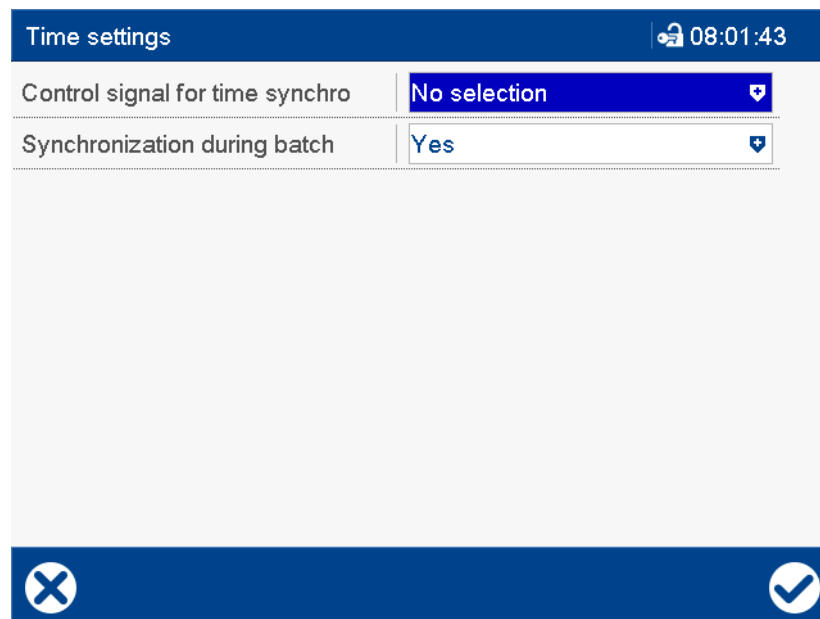 Time settings 08:01:43
Control signal for time synchro No selection
Synchronization during batch Yes